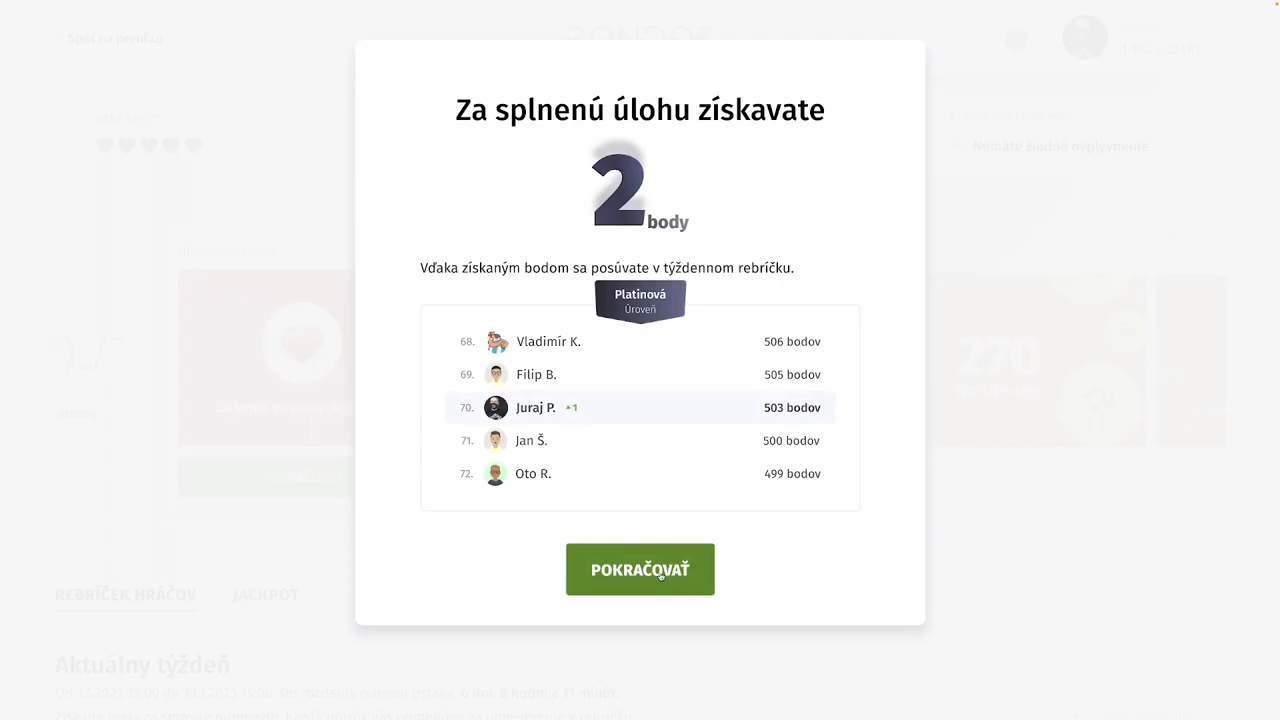 Späť na prehľad
Za splnenú úlohu získavate
2 body
Nemáte žiadne ovplyvnenie
Vďaka získaným bodom sa posúvate v týždennom rebríčku.
Platinová
Úroveň
68. Vladimír K. 506 bodov
69. Filip B. 505 bodov
70. Juraj P. 1 503 bodov
71. Jan Š. 500 bodov
72. Oto R. 499 bodov
270
POKRAČOVAŤ
REBRÍČEK HRÁČOV JACKPOT
Aktuálny týždeň